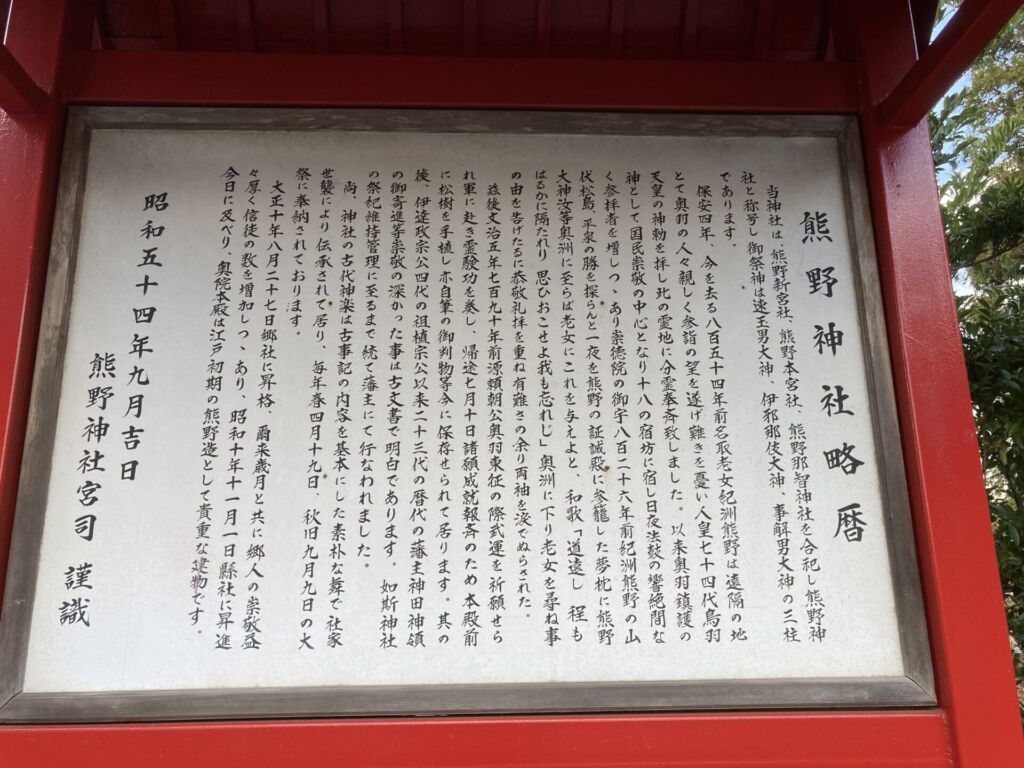 熊野神社略暦
当神社は、熊野新宮社、熊野本宮社、熊野那智神社を合祀し熊野神
社と称号し御祭神は速玉男大神、伊邪那伎大神、事解男大神の三柱
であります。
保安四年、今を去る八百五十四年前名取老女紀洲熊野は遠隔の地
とて奥羽の人々親しく参詣の望を遂げ難きを憂い人皇七十四代鳥羽
天皇の神勅を拝し此の霊地に分霊奉斉致しました。以来奥羽鎮護の
神として国民崇敬の中心となり十八の宿坊に宿し日夜法鼓の響絶間な
く参拝者を増しつゝあり崇徳院の御宇八百二十六年前紀洲熊野の山
伏松島、平泉の勝を探らんと一夜を熊野の証誠殿に参籠した夢枕に熊野
大神汝等奥洲に至らば老女にこれを与えよと、和歌「道遠し 程も
はるかに隔たれり 思ひおこせよ我も忘れじ」奥洲に下り老女を尋ね事
の由を告げたるに恭敬礼拝を重ね有難さの余り両袖を涙でぬらされた。
茲後文治五年七百九十年前源頼朝公奥羽東征の際武運を祈願せら
れ軍に赴き霊験功を奏し、帰途七月十日諸願成就報斉のため本殿前
に松樹を手植し亦自筆の御判物等今に保存せられて居ります。其の
後、伊達政宗公四代の祖植宗公以来二十三代の暦代の藩主神田神領
の御寄進等崇敬の深かった事は古文書で明白であります。 如斯神社
の祭祀維持管理に至るまで統て藩主にて行なわれました。
尚、神社の古代神楽は古事記の内容を基本にした素朴な舞で社家
世襲により伝承されて居り、毎年春四月十九日、秋旧九月九日の大
祭に奉納されております。
大正十年八月二十七日郷社に昇格、爾来歳月と共に郷人の崇敬益
々厚く信徒の数を増加しつゝあり、昭和十年十一月一日縣社に昇進
今日に及べり、奥院本殿は江戸初期の熊野造として貴重な建物です。
昭和五十四年九月吉日
熊野神社宮司 謹識